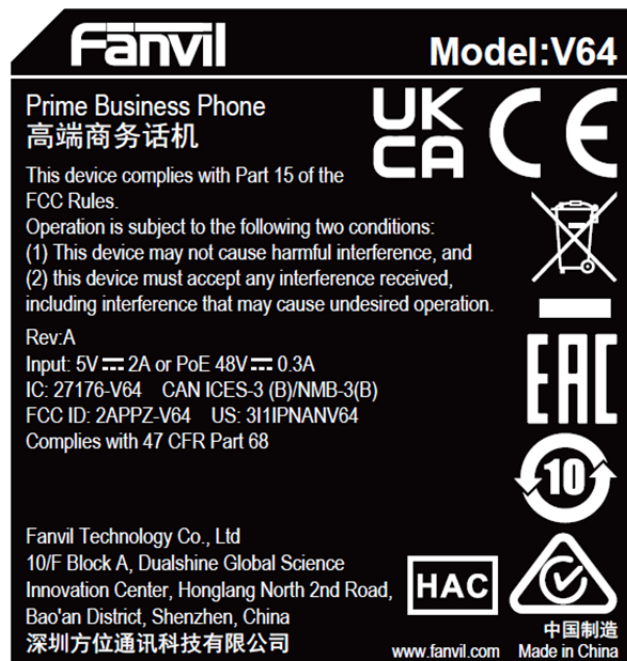 Fanvil
Model:V64
Prime Business Phone
高端商务话机
UK
CA
CE
This device complies with Part 15 of the
FCC Rules.
Operation is subject to the following two conditions:
(1) This device may not cause harmful interference, and
(2) this device must accept any interference received,
including interference that may cause undesired operation.
Rev:A
Input: 5V⎓2A or PoE 48V⎓0.3A
IC: 27176-V64 CAN ICES-3 (B)/NMB-3(B)
FCC ID: 2APPZ-V64 US: 3I1IPNANV64
Complies with 47 CFR Part 68
EAC
10
Fanvil Technology Co., Ltd
10/F Block A, Dualshine Global Science
Innovation Center, Honglang North 2nd Road,
Bao'an District, Shenzhen, China
深圳方位通讯科技有限公司
HAC
中国制造
www.fanvil.com Made in China